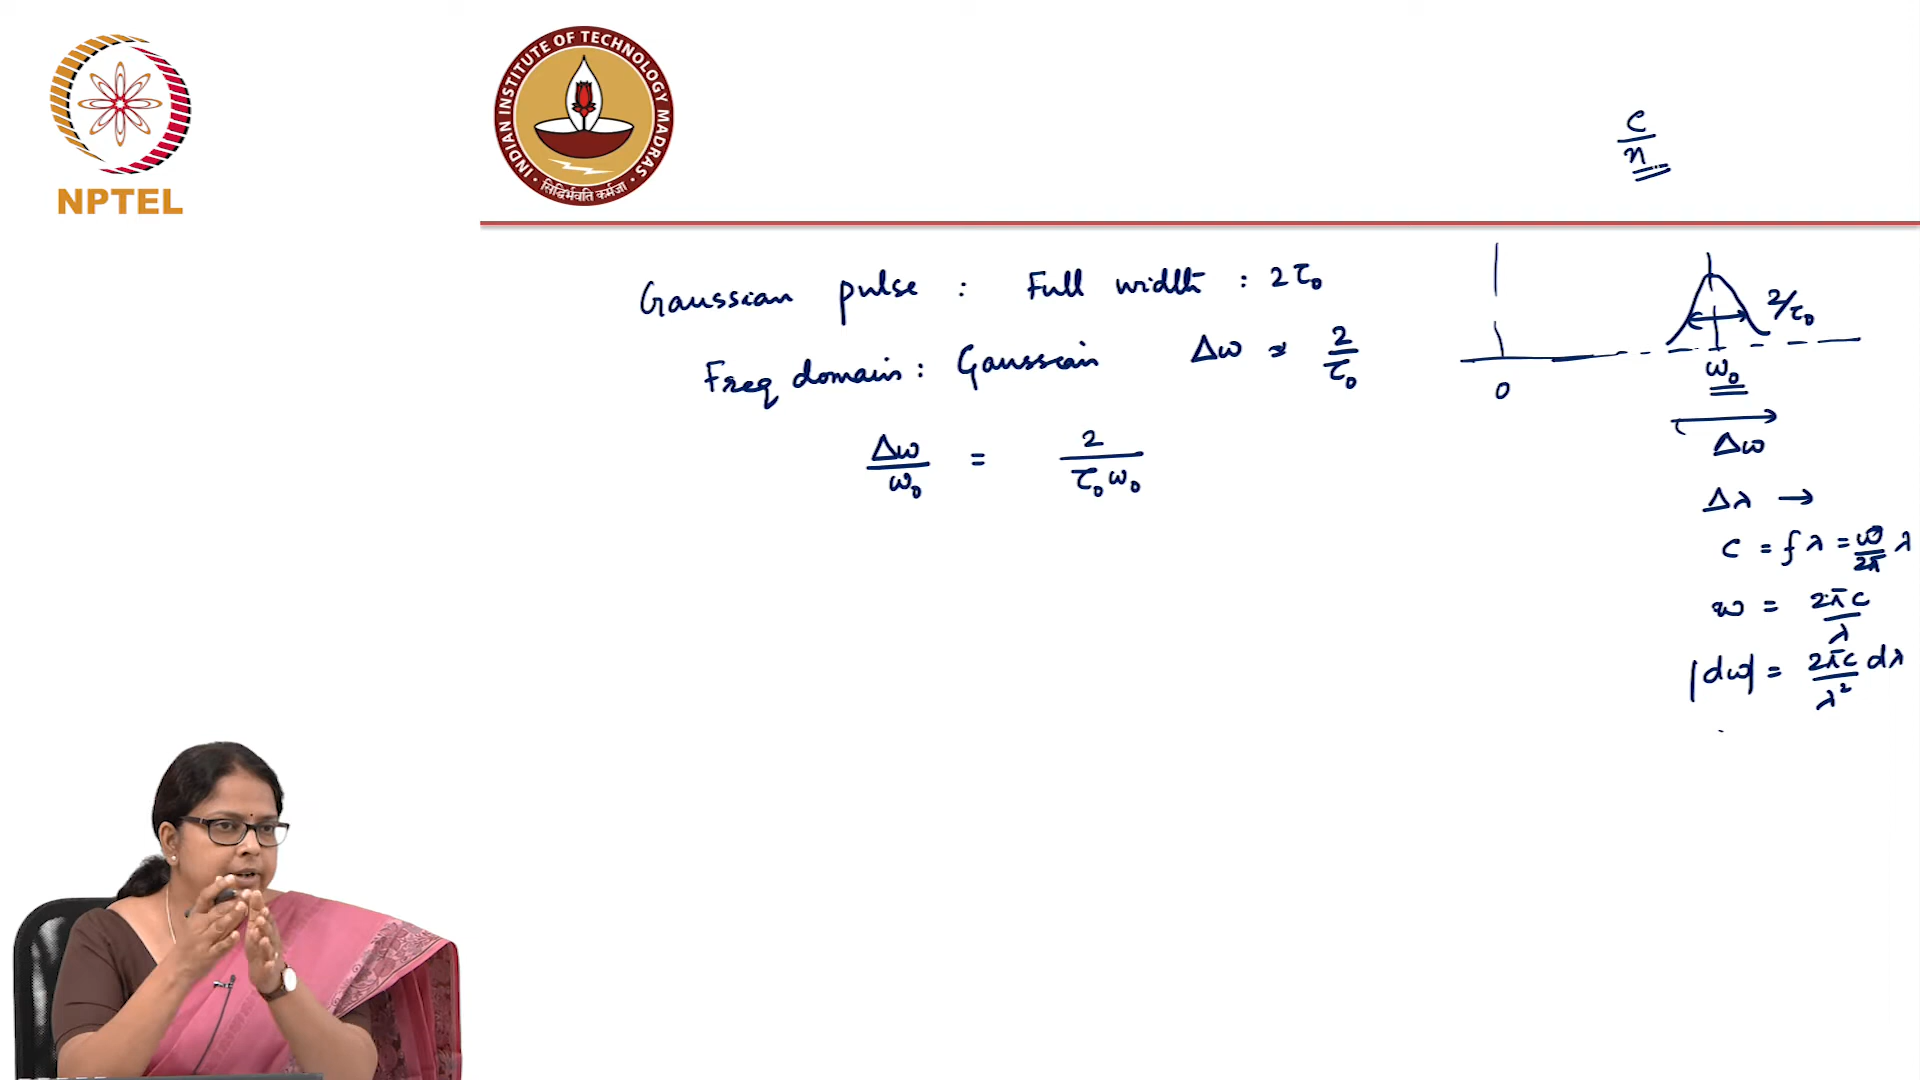 NPTEL
INDIAN INSTITUTE OF TECHNOLOGY MADRAS
सिद्धिर्भवति कर्मजा
c/n
Gaussian pulse : Full width : 2τ₀
2/τ₀
Freq domain : Gaussian Δω ≈ 2/τ₀
ω₀
0
Δω
Δω/ω₀ = 2/τ₀ω₀
Δλ →
c = fλ = ω/2π λ
ω = 2πc/λ
|dω| = 2πc/λ² dλ